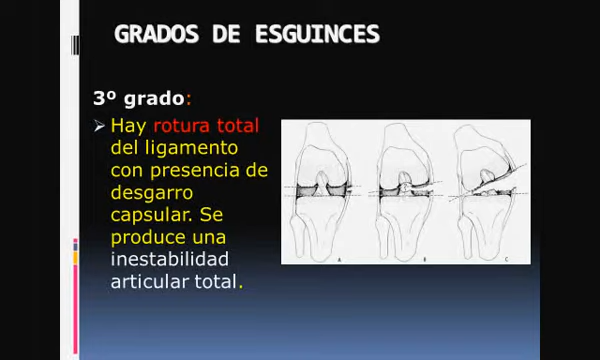 GRADOS DE ESGUINCES
3º grado:
Hay rotura total
del ligamento
con presencia de
desgarro
capsular. Se
produce una
inestabilidad
articular total.
A B C